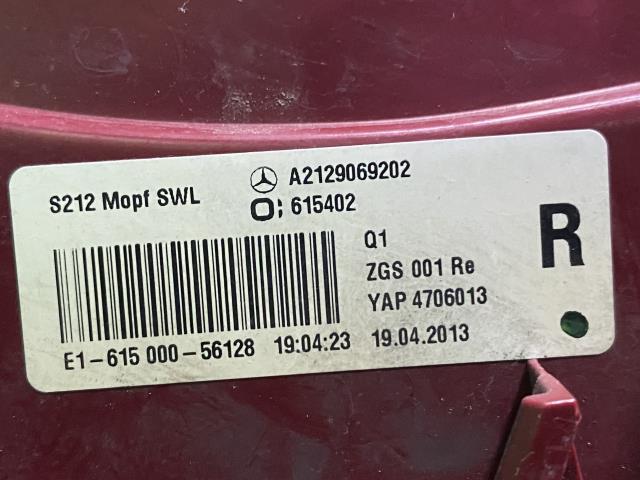 S212 Mopf SWL
A2129069202
615402
Q1
ZGS 001 Re
YAP 4706013
R
E1-615 000-56128 19:04:23 19.04.2013